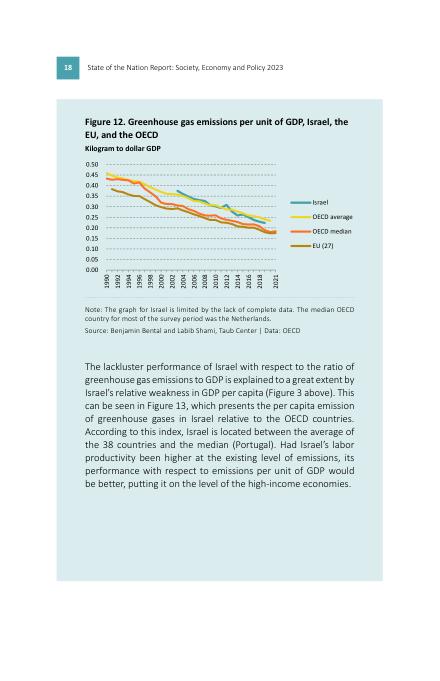 18 State of the Nation Report: Society, Economy and Policy 2023
Figure 12. Greenhouse gas emissions per unit of GDP, Israel, the
EU, and the OECD
Kilogram to dollar GDP
0.50
0.45
0.40
0.35
0.30
0.25
0.20
0.15
0.10
0.05
0.00
1990 1992 1994 1996 1998 2000 2002 2004 2006 2008 2010 2012 2014 2016 2018 2021
Israel
OECD average
OECD median
EU (27)
Note: The graph for Israel is limited by the lack of complete data. The median OECD
country for most of the survey period was the Netherlands.
Source: Benjamin Bental and Labib Shami, Taub Center | Data: OECD
The lackluster performance of Israel with respect to the ratio of
greenhouse gas emissions to GDP is explained to a great extent by
Israel's relative weakness in GDP per capita (Figure 3 above). This
can be seen in Figure 13, which presents the per capita emission
of greenhouse gases in Israel relative to the OECD countries.
According to this index, Israel is located between the average of
the 38 countries and the median (Portugal). Had Israel's labor
productivity been higher at the existing level of emissions, its
performance with respect to emissions per unit of GDP would
be better, putting it on the level of the high-income economies.